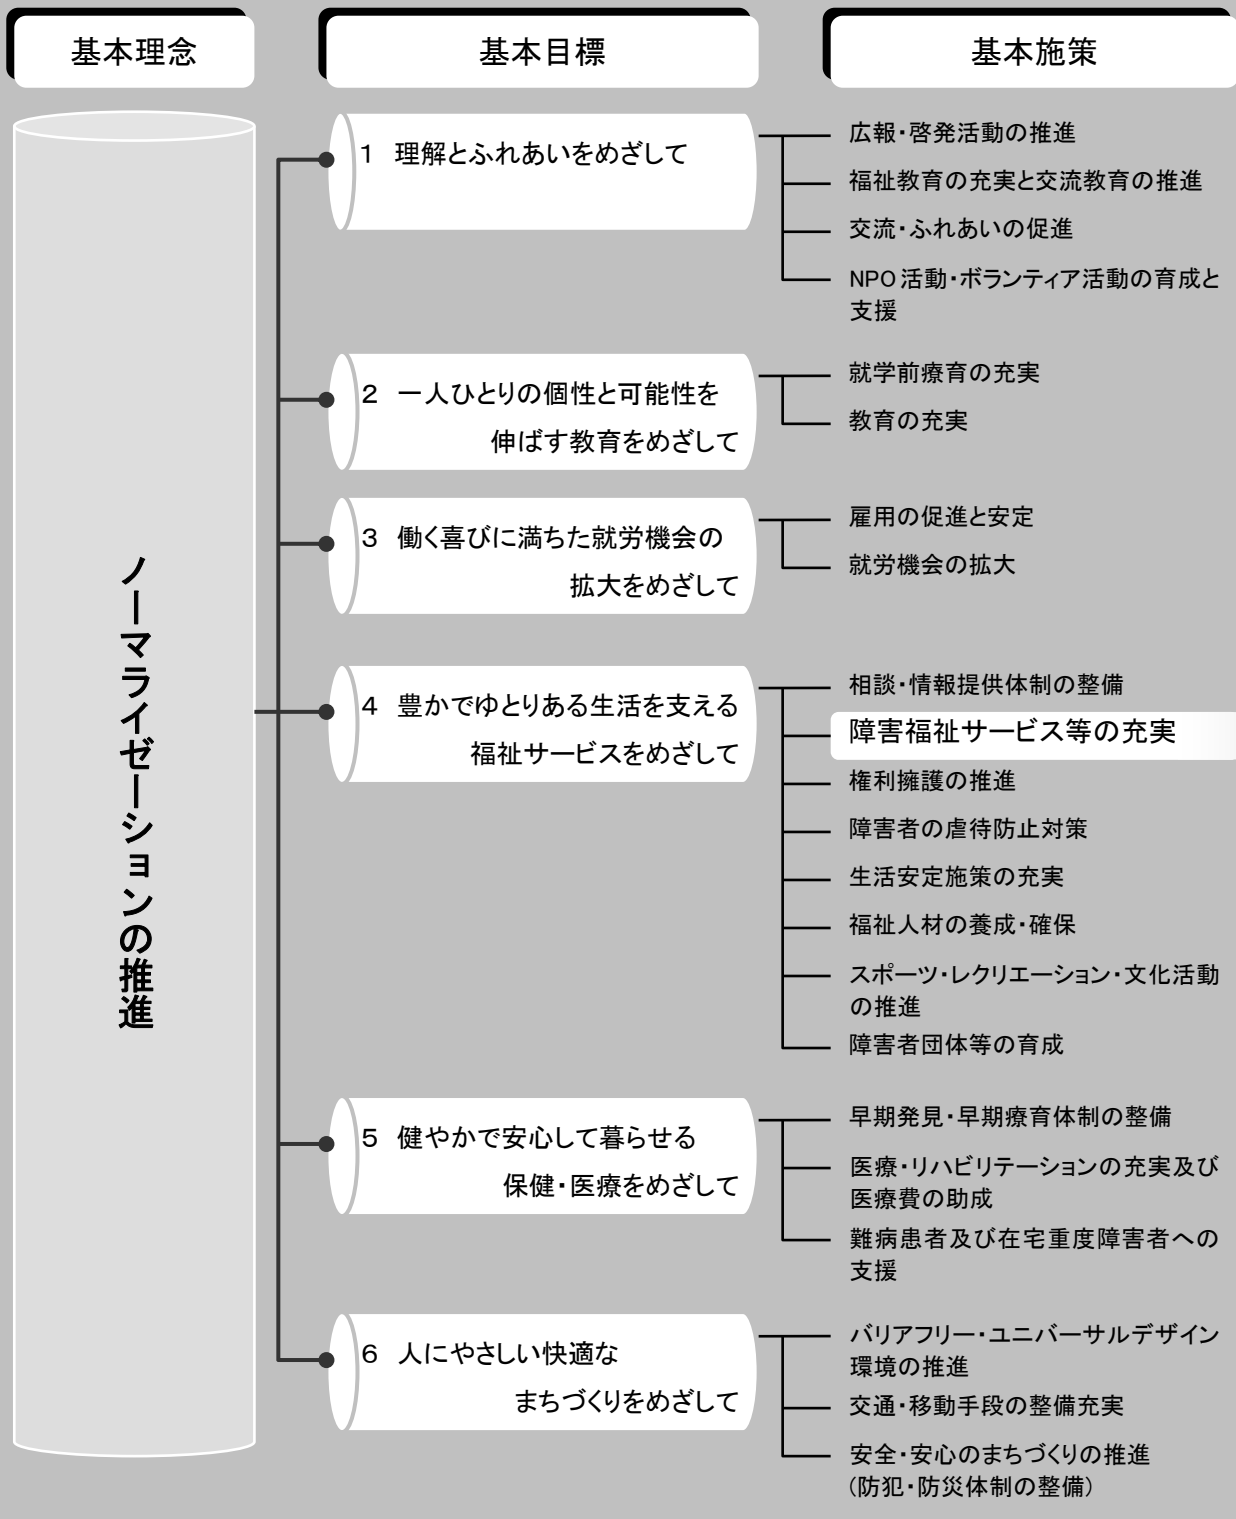 基本理念
基本目標
基本施策
ノーマライゼーションの推進
1 理解とふれあいをめざして
広報・啓発活動の推進
福祉教育の充実と交流教育の推進
交流・ふれあいの促進
NPO活動・ボランティア活動の育成と
支援
2 一人ひとりの個性と可能性を
伸ばす教育をめざして
就学前療育の充実
教育の充実
3 働く喜びに満ちた就労機会の
拡大をめざして
雇用の促進と安定
就労機会の拡大
4 豊かでゆとりある生活を支える
福祉サービスをめざして
相談・情報提供体制の整備
障害福祉サービス等の充実
権利擁護の推進
障害者の虐待防止対策
生活安定施策の充実
福祉人材の養成・確保
スポーツ・レクリエーション・文化活動
の推進
障害者団体等の育成
5 健やかで安心して暮らせる
保健・医療をめざして
早期発見・早期療育体制の整備
医療・リハビリテーションの充実及び
医療費の助成
難病患者及び在宅重度障害者への
支援
6 人にやさしい快適な
まちづくりをめざして
バリアフリー・ユニバーサルデザイン
環境の推進
交通・移動手段の整備充実
安全・安心のまちづくりの推進
(防犯・防災体制の整備)